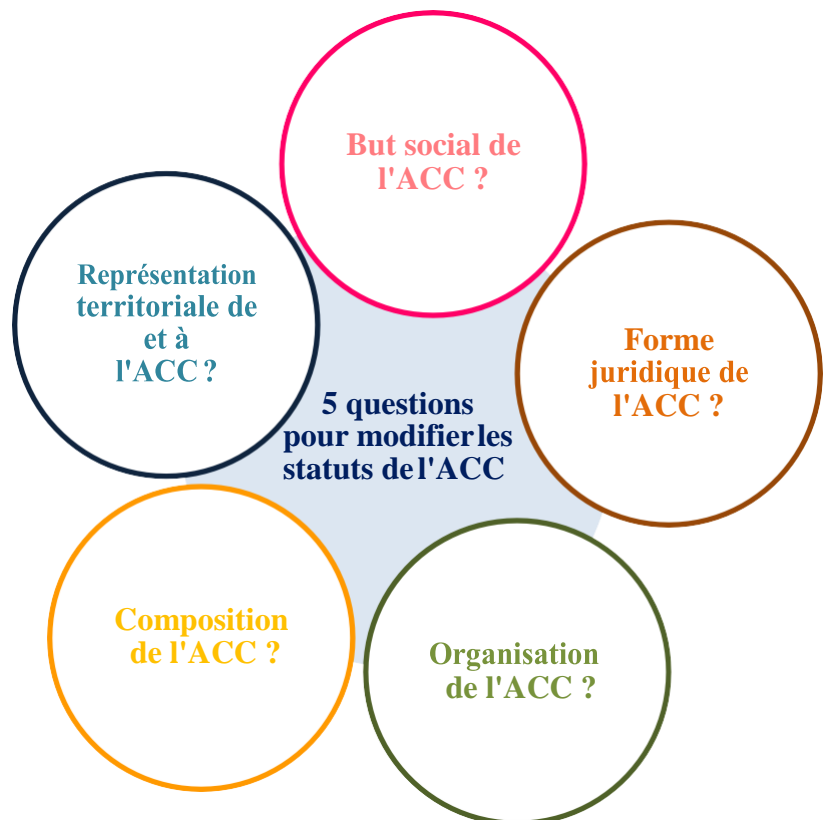 But social de
l'ACC ?
Représentation
territoriale de
et à
l'ACC ?
Forme
juridique de
l'ACC ?
5 questions
pour modifier les
statuts de l'ACC
Composition
de l'ACC ?
Organisation
de l'ACC ?